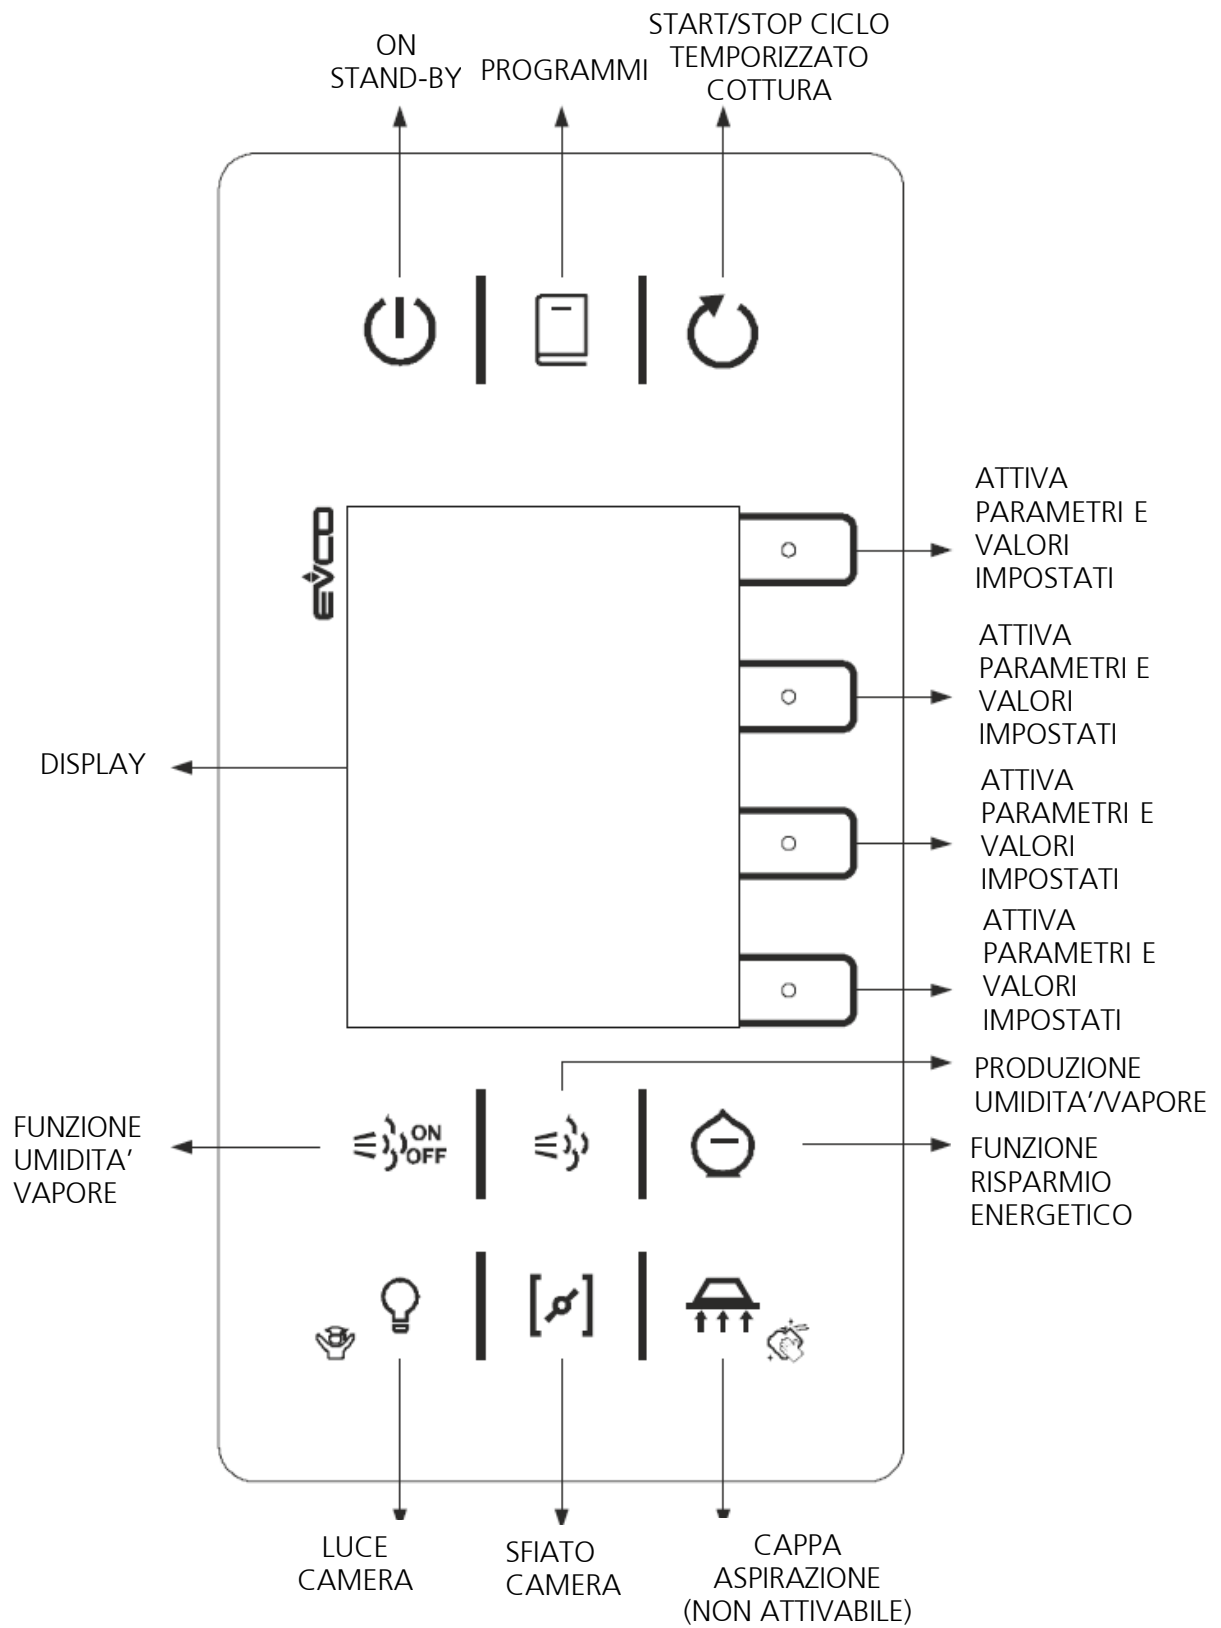 ON
STAND-BY
PROGRAMMI
START/STOP CICLO
TEMPORIZZATO
COTTURA
EVCO
ATTIVA
PARAMETRI E
VALORI
IMPOSTATI
ATTIVA
PARAMETRI E
VALORI
IMPOSTATI
DISPLAY
ATTIVA
PARAMETRI E
VALORI
IMPOSTATI
ATTIVA
PARAMETRI E
VALORI
IMPOSTATI
PRODUZIONE
UMIDITA'/VAPORE
FUNZIONE
UMIDITA'
VAPORE
ON
OFF
FUNZIONE
RISPARMIO
ENERGETICO
LUCE
CAMERA
SFIATO
CAMERA
CAPPA
ASPIRAZIONE
(NON ATTIVABILE)